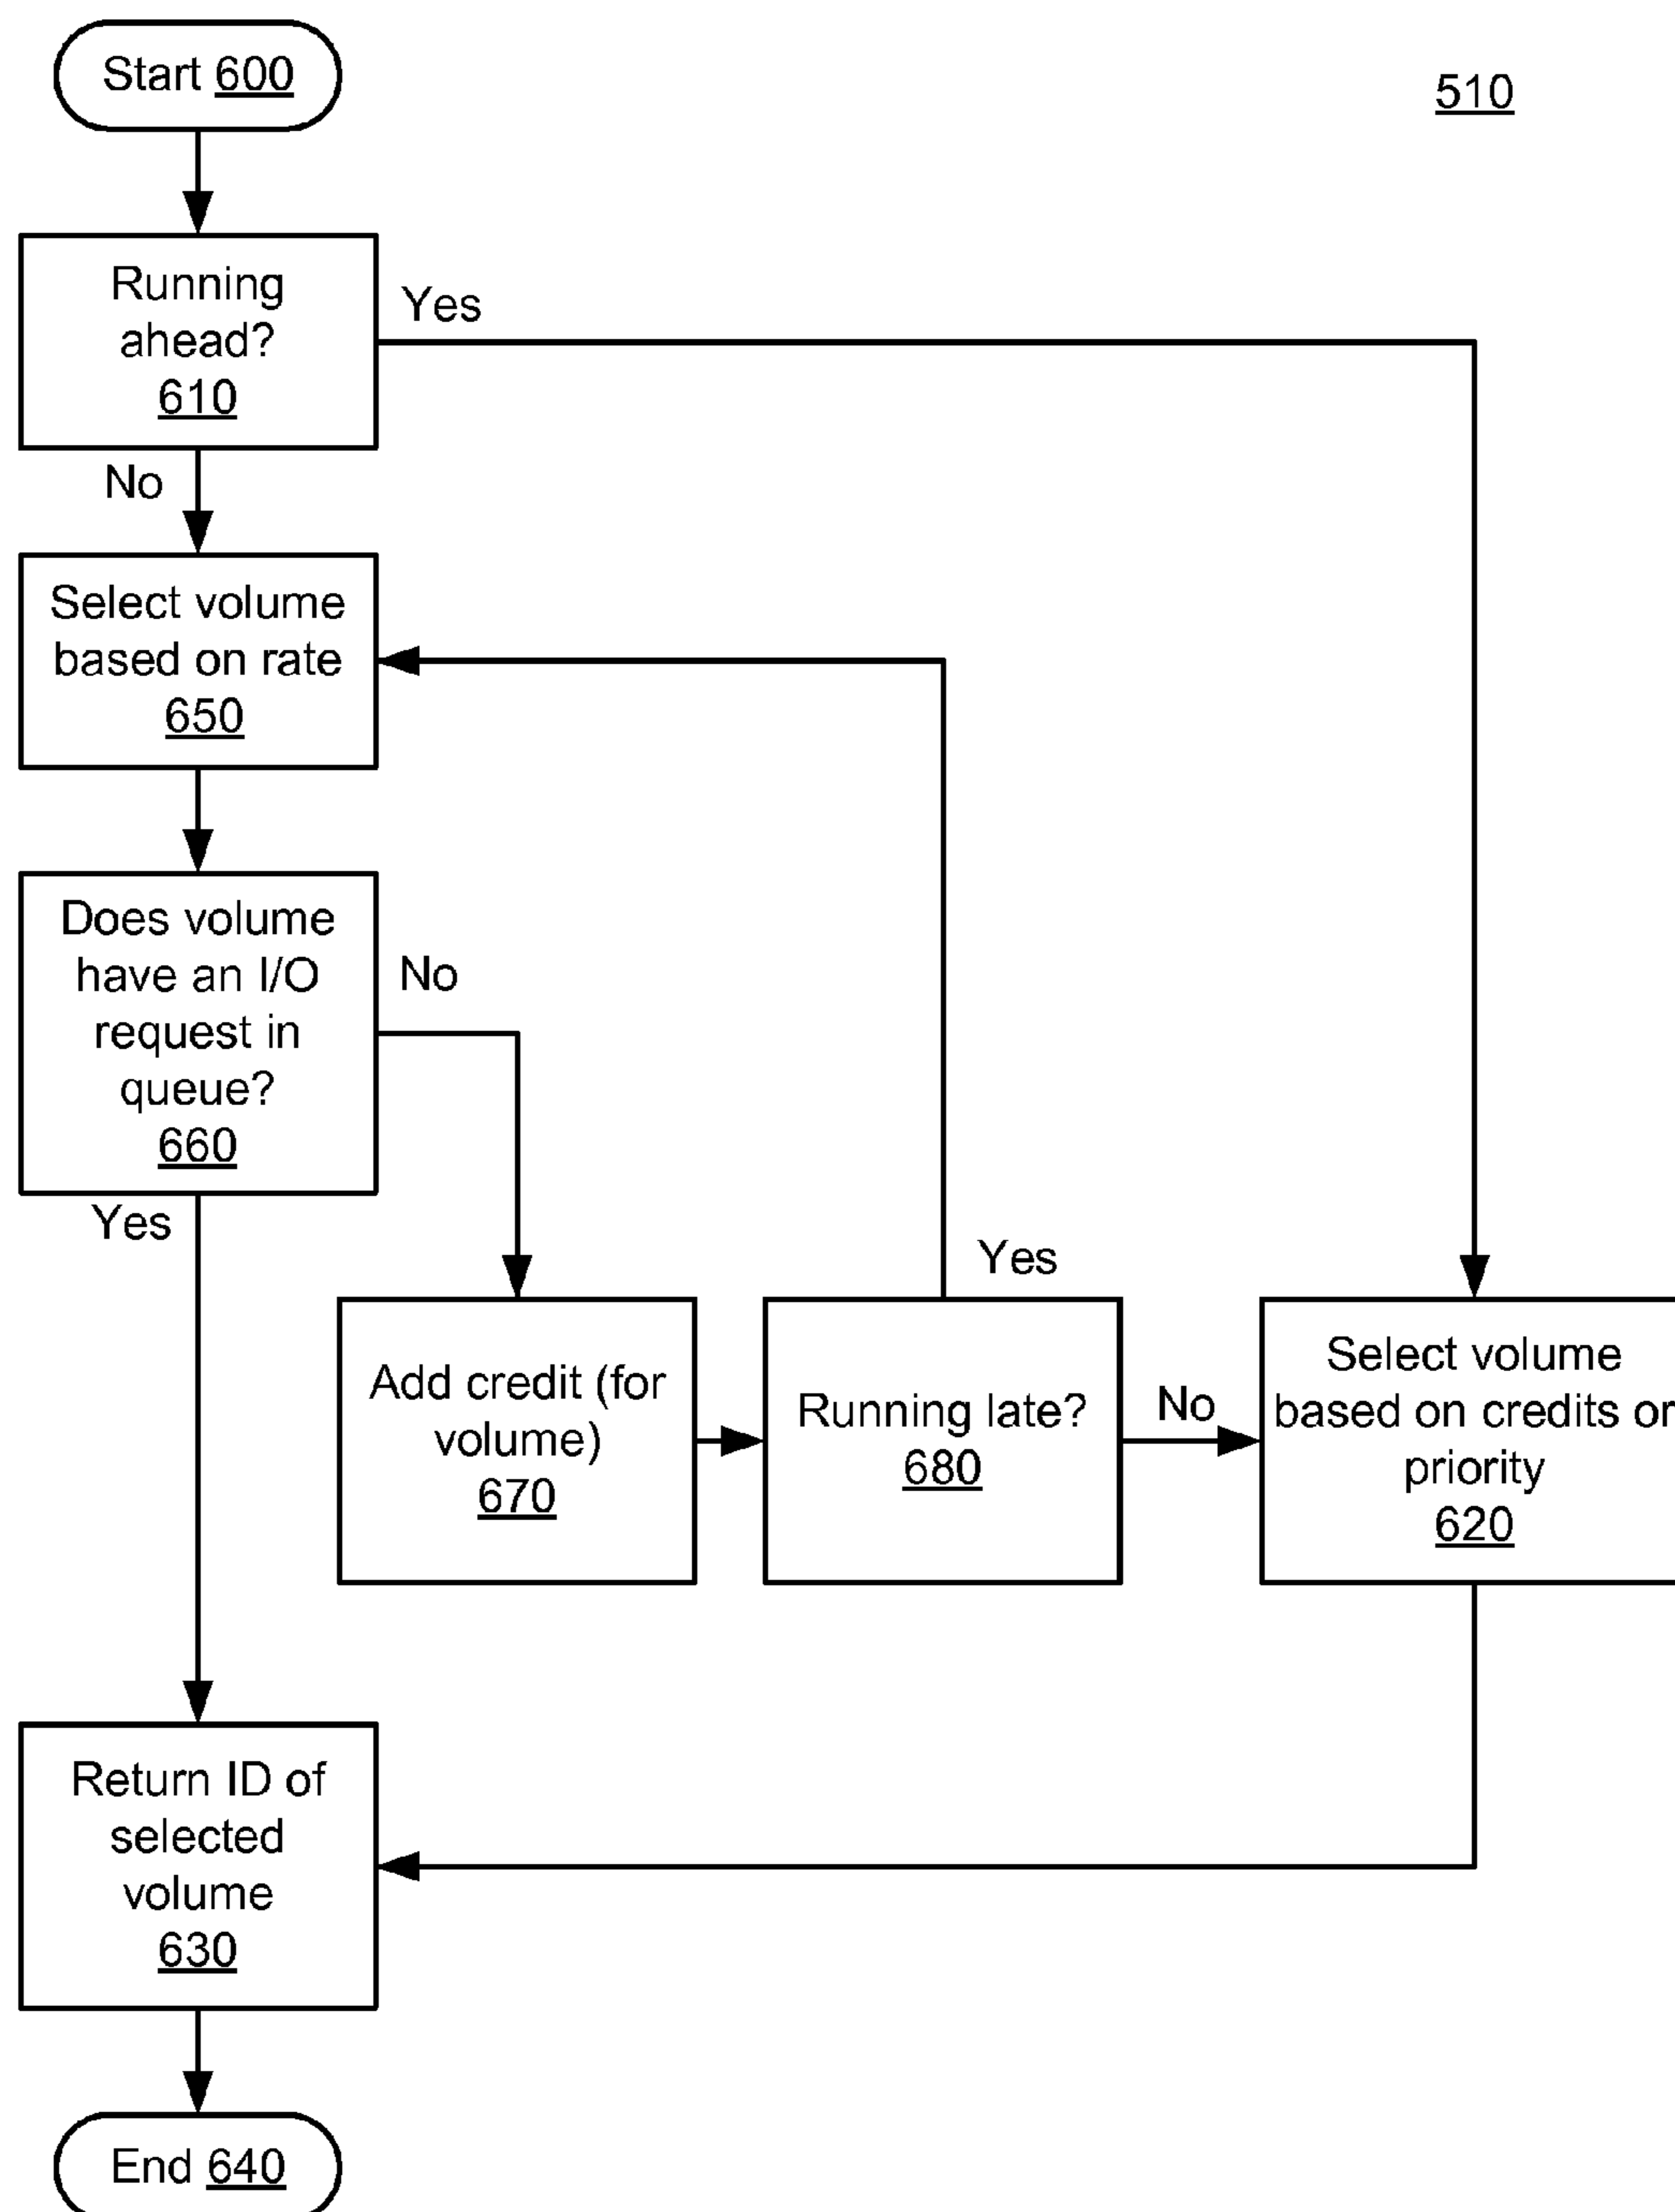 Start 600
510
Running
ahead?
610
Yes
No
Select volume
based on rate
650
Does volume
have an I/O
request in
queue?
660
No
Yes
Add credit (for
volume)
670
Yes
Running late?
680
No
Select volume
based on credits or
priority
620
Return ID of
selected
volume
630
End 640